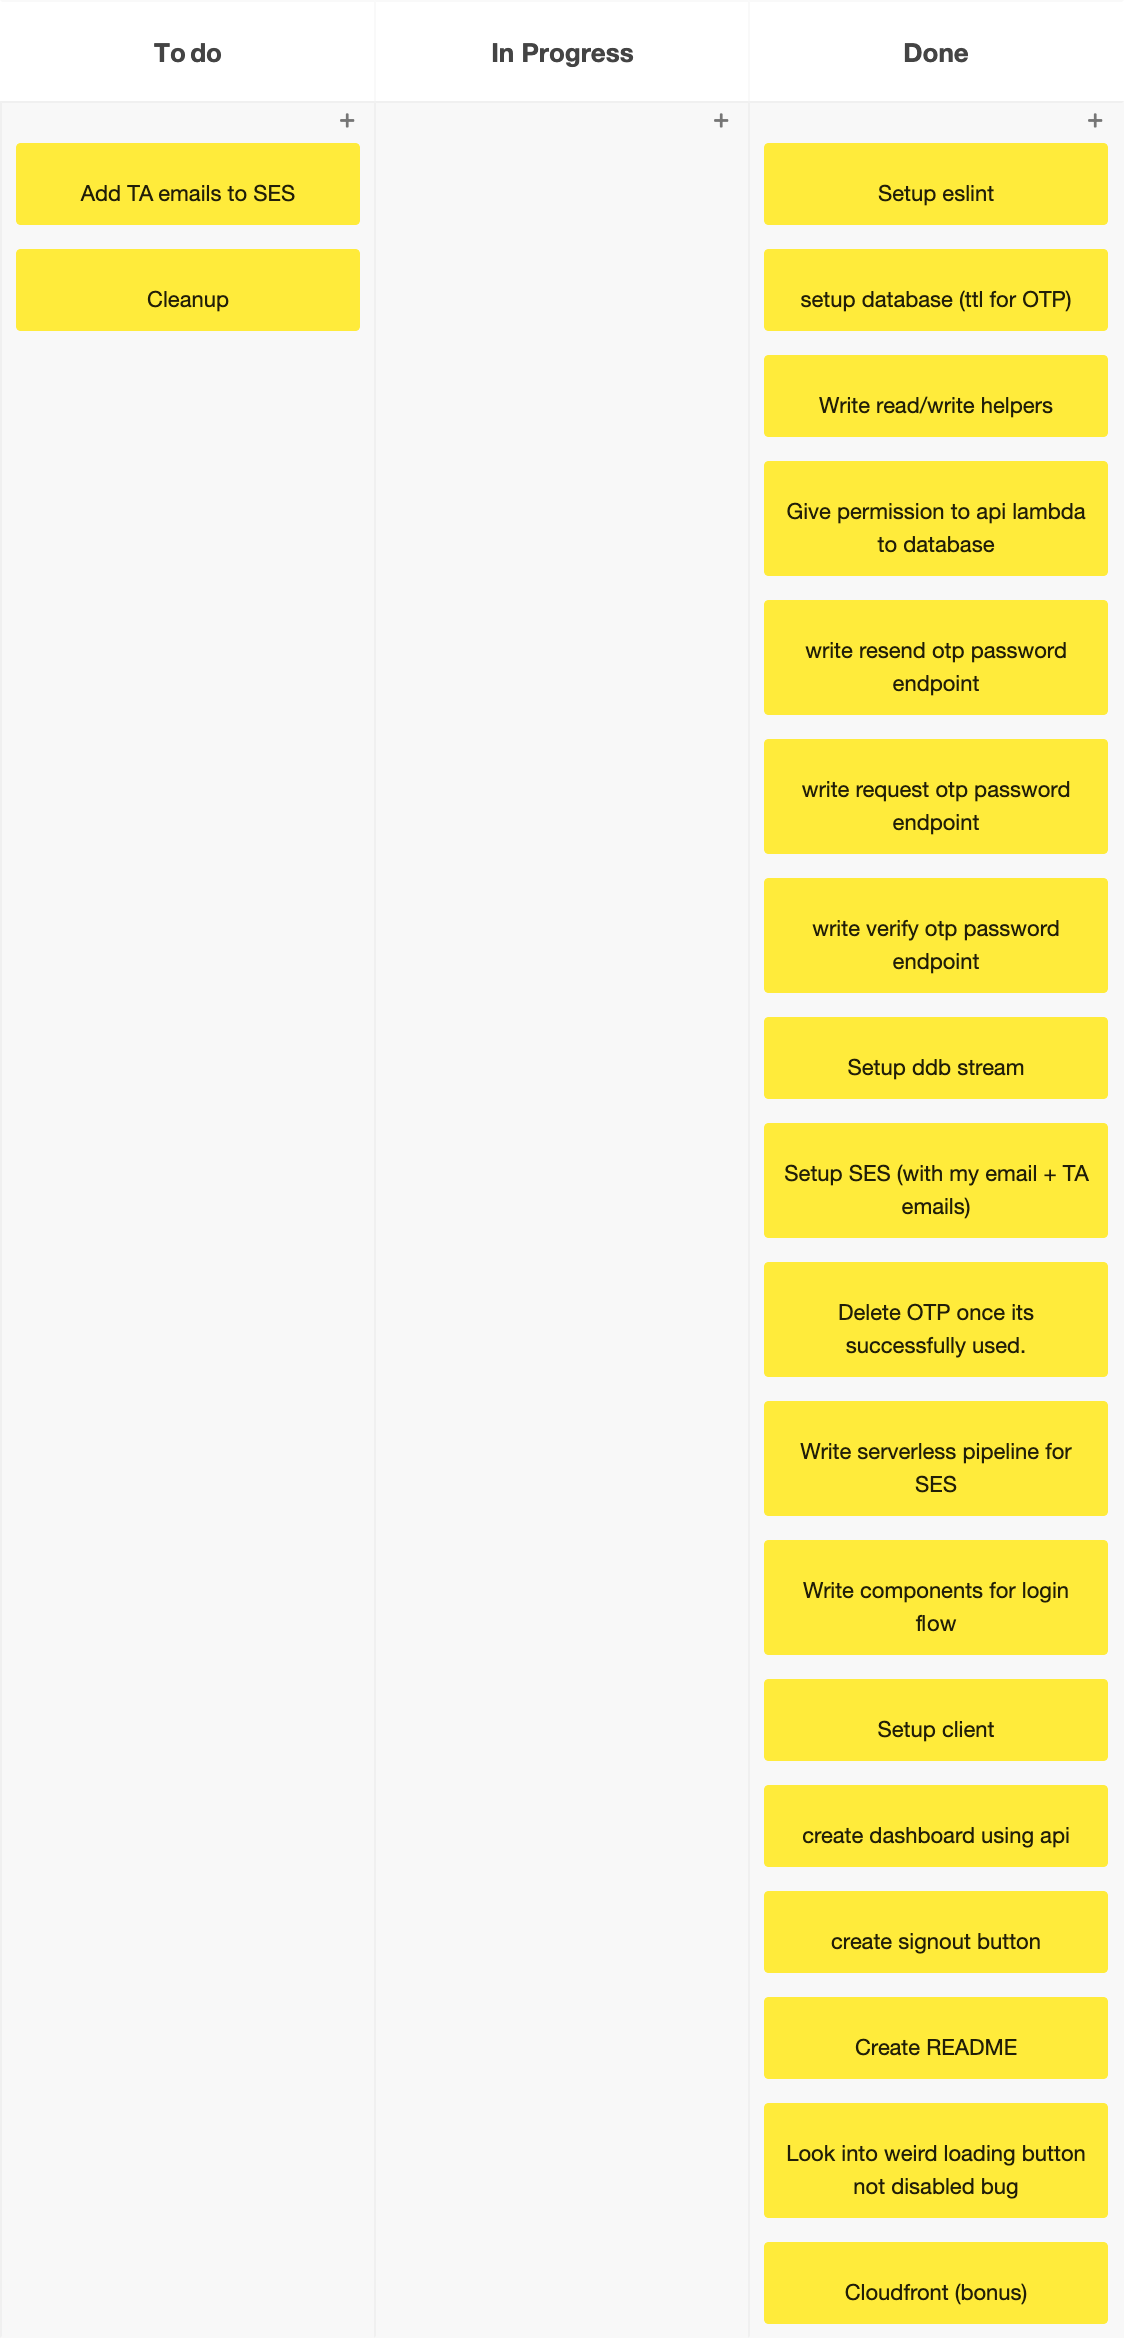 To do
In Progress
Done
+
+
+
Add TA emails to SES
Cleanup
Setup eslint
setup database (ttl for OTP)
Write read/write helpers
Give permission to api lambda
to database
write resend otp password
endpoint
write request otp password
endpoint
write verify otp password
endpoint
Setup ddb stream
Setup SES (with my email + TA
emails)
Delete OTP once its
successfully used.
Write serverless pipeline for
SES
Write components for login
flow
Setup client
create dashboard using api
create signout button
Create README
Look into weird loading button
not disabled bug
Cloudfront (bonus)